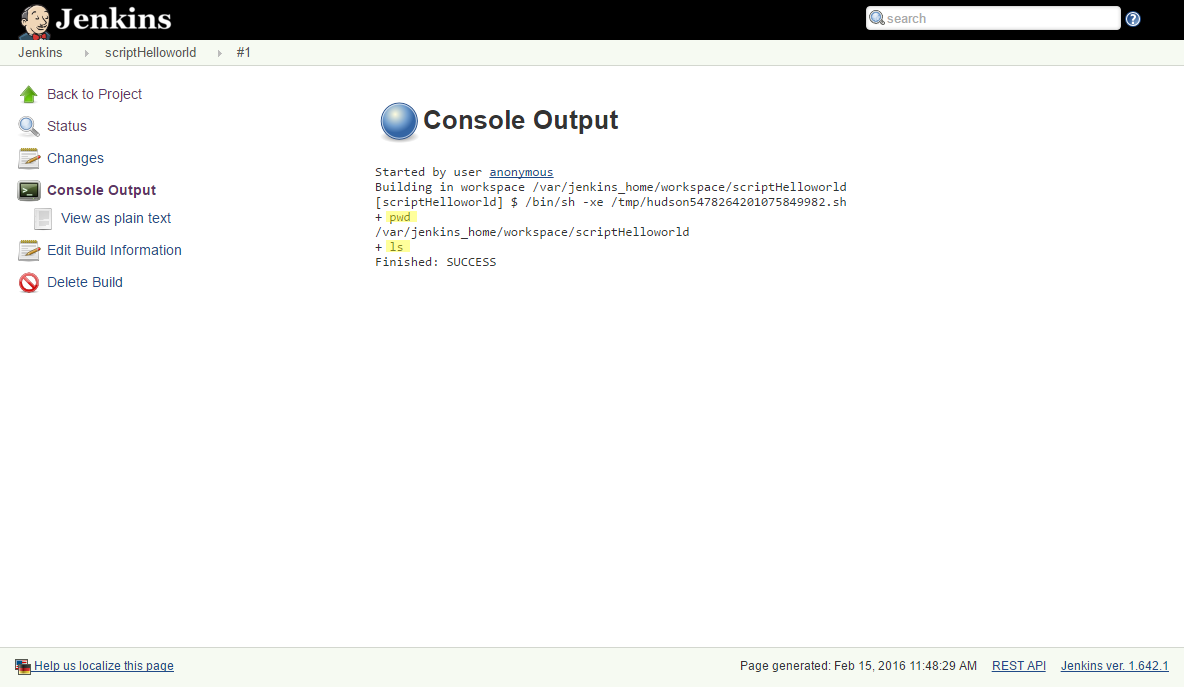 Jenkins
search
Jenkins scriptHelloworld #1
Back to Project
Status
Changes
Console Output
View as plain text
Edit Build Information
Delete Build
Console Output
Started by user anonymous
Building in workspace /var/jenkins_home/workspace/scriptHelloworld
[scriptHelloworld] $ /bin/sh -xe /tmp/hudson5478264201075849982.sh
+ pwd
/var/jenkins_home/workspace/scriptHelloworld
+ ls
Finished: SUCCESS
Help us localize this page
Page generated: Feb 15, 2016 11:48:29 AM REST API Jenkins ver. 1.642.1